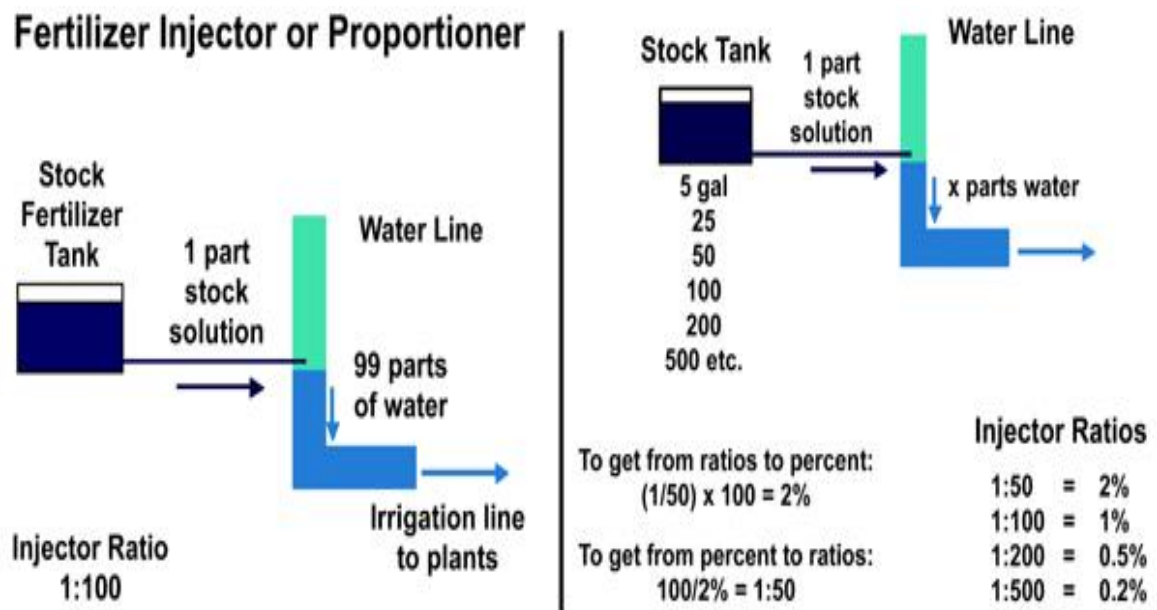 Fertilizer Injector or Proportioner
Stock
Fertilizer
Tank
1 part
stock
solution
Water Line
99 parts
of water
Irrigation line
to plants
Injector Ratio
1:100
Stock Tank
1 part
stock
solution
Water Line
x parts water
5 gal
25
50
100
200
500 etc.
To get from ratios to percent:
(1/50) x 100 = 2%
To get from percent to ratios:
100/2% = 1:50
Injector Ratios
1:50 = 2%
1:100 = 1%
1:200 = 0.5%
1:500 = 0.2%